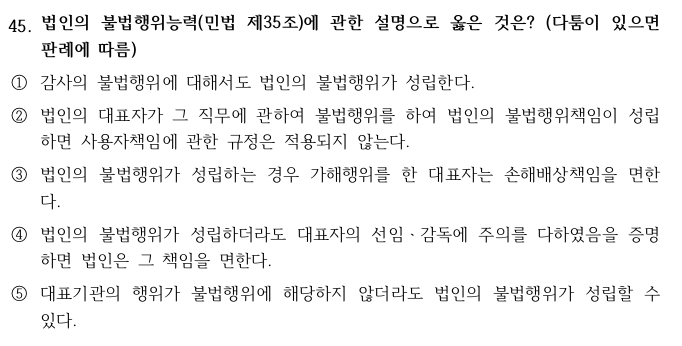 45. 법인의 불법행위능력(민법 제35조)에 관한 설명으로 옳은 것은? (다툼이 있으면
판례에 따름)
① 감사의 불법행위에 대해서도 법인의 불법행위가 성립한다.
② 법인의 대표자가 그 직무에 관하여 불법행위를 하여 법인의 불법행위책임이 성립
하면 사용자책임에 관한 규정은 적용되지 않는다.
③ 법인의 불법행위가 성립하는 경우 가해행위를 한 대표자는 손해배상책임을 면한
다.
④ 법인의 불법행위가 성립하더라도 대표자의 선임ㆍ감독에 주의를 다하였음을 증명
하면 법인은 그 책임을 면한다.
⑤ 대표기관의 행위가 불법행위에 해당하지 않더라도 법인의 불법행위가 성립할 수
있다.